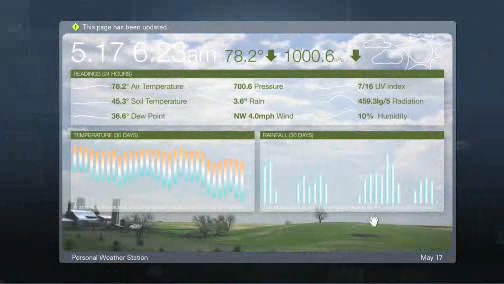 This page has been updated
5.17 6.23am 78.2° 1000.6
READINGS (24 HOURS)
78.2° Air Temperature 700.6 Pressure 7/16 UV Index
45.3° Soil Temperature 3.6" Rain 459.3lg/5 Radiation
36.6° Dew Point NW 4.0mph Wind 10% Humidity
TEMPERATURE (30 DAYS) RAINFALL (30 DAYS)
Personal Weather Station May 17